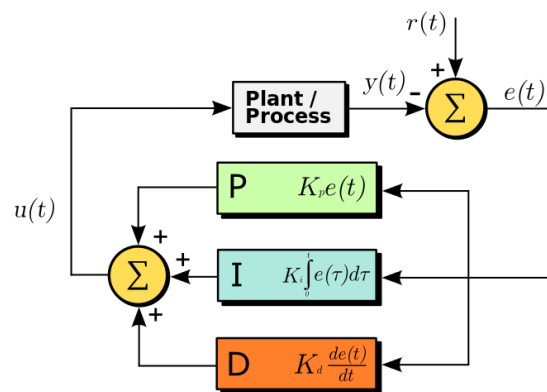 r(t)
+
y(t)
-
Σ
e(t)
Plant /
Process
P K_p e(t)
u(t)
+
+
Σ
I K_i ∫_0^t e(τ)dτ
+
D K_d de(t)/dt